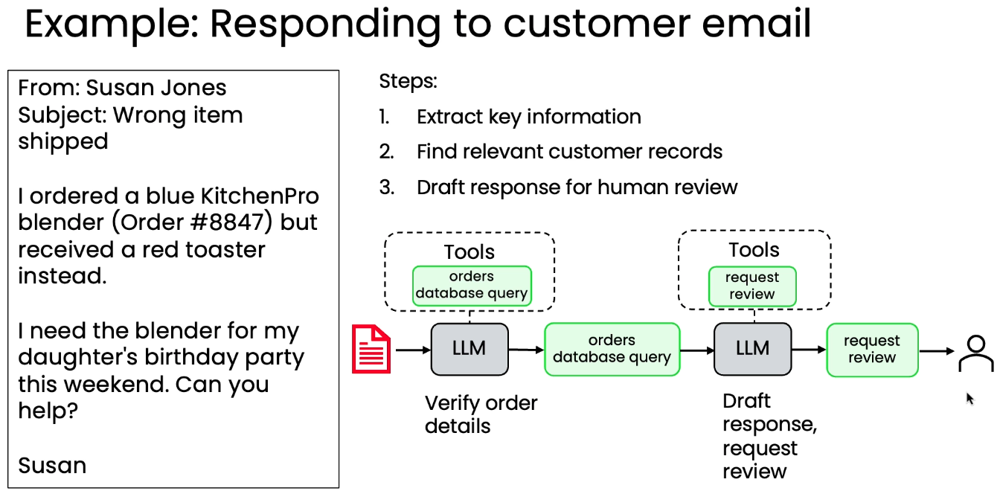 Example: Responding to customer email
From: Susan Jones
Subject: Wrong item
shipped
I ordered a blue KitchenPro
blender (Order #8847) but
received a red toaster
instead.
I need the blender for my
daughter's birthday party
this weekend. Can you
help?
Susan
Steps:
1. Extract key information
2. Find relevant customer records
3. Draft response for human review
Tools
orders
database query
Tools
request
review
LLM
orders
database query
LLM
request
review
Verify order
details
Draft
response,
request
review